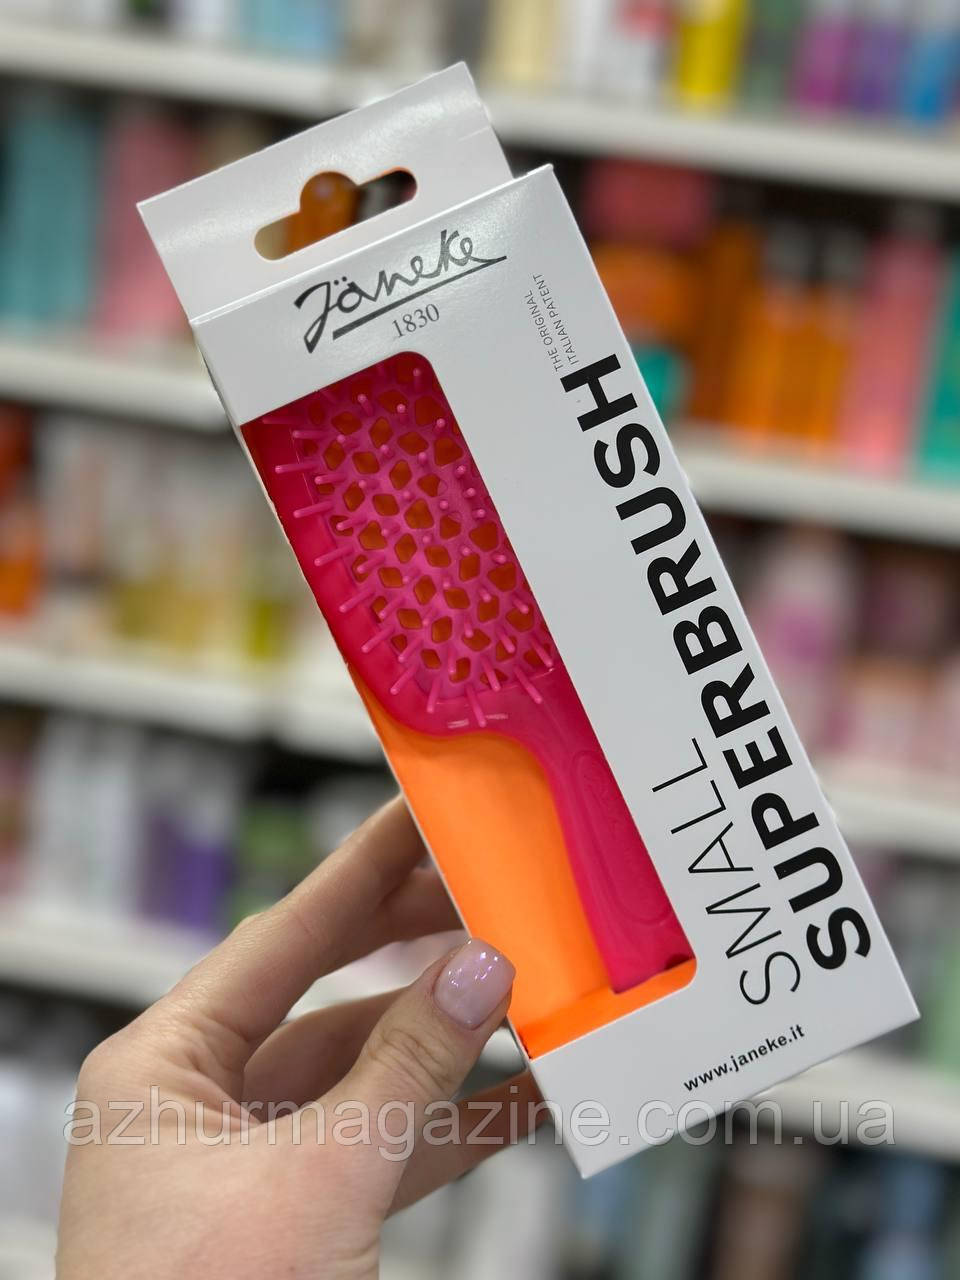 Jäneke
1830
THE ORIGINAL
ITALIAN PATENT
SMALL
SUPERBRUSH
www.janeke.it
azhurmagazine.com.ua